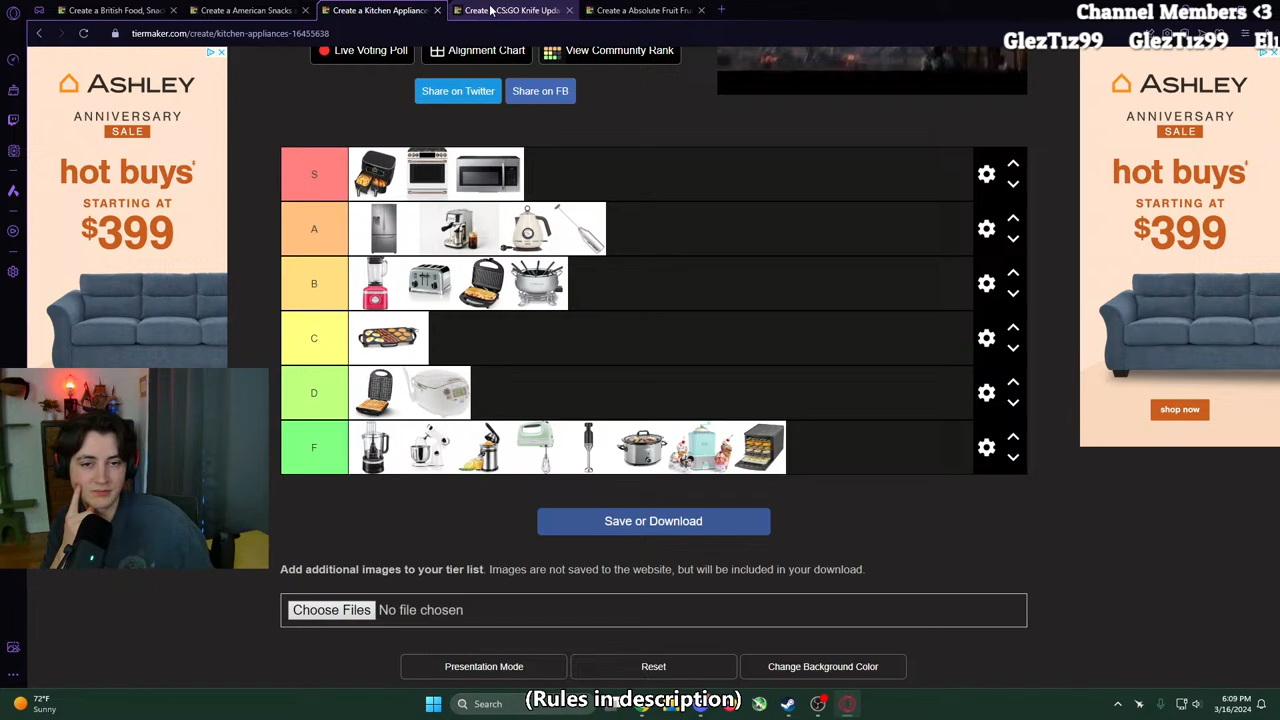 Create a British Food, Snack
Create a American Snacks
Create a Kitchen Appliance
Create CS:GO Knife Upda
Create a Absolute Fruit Fru
Channel Members <3
tiermaker.com/create/kitchen-appliances-16455638
GlezT1z99 GlezT1z99
Live Voting Poll
Alignment Chart
View Community Rank
Share on Twitter
Share on FB
ASHLEY
ANNIVERSARY
SALE
hot buys‡
STARTING AT
$399
S
A
B
C
D
F
ASHLEY
ANNIVERSARY
SALE
hot buys‡
STARTING AT
$399
shop now
Save or Download
Add additional images to your tier list. Images are not saved to the website, but will be included in your download.
Choose Files No file chosen
Presentation Mode
Reset
Change Background Color
(Rules in description)
72°F
Sunny
Search
6:09 PM
3/16/2024